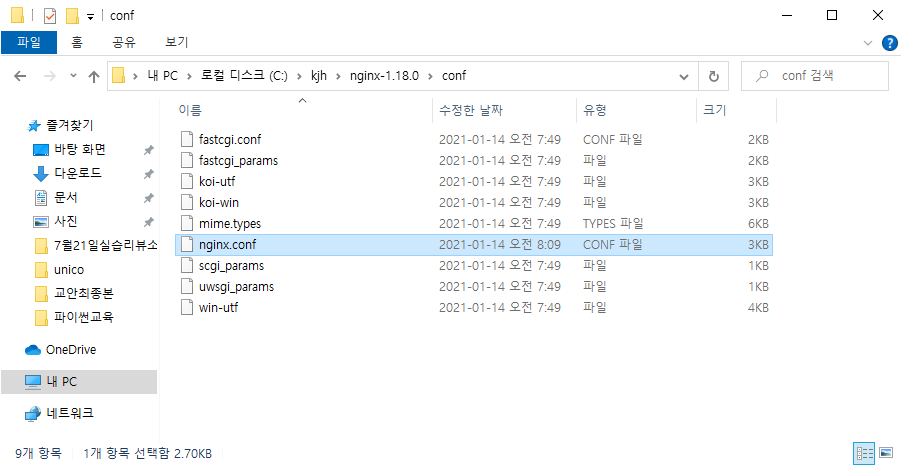 conf
파일 홈 공유 보기
내 PC 로컬 디스크 (C:) kjh nginx-1.18.0 conf conf 검색
이름 수정한 날짜 유형 크기
즐겨찾기
바탕 화면
다운로드
문서
사진
7월21일실습리뷰소
unico
교안최종본
파이썬교육
OneDrive
내 PC
네트워크
fastcgi.conf 2021-01-14 오전 7:49 CONF 파일 2KB
fastcgi_params 2021-01-14 오전 7:49 파일 2KB
koi-utf 2021-01-14 오전 7:49 파일 3KB
koi-win 2021-01-14 오전 7:49 파일 3KB
mime.types 2021-01-14 오전 7:49 TYPES 파일 6KB
nginx.conf 2021-01-14 오전 8:09 CONF 파일 3KB
scgi_params 2021-01-14 오전 7:49 파일 1KB
uwsgi_params 2021-01-14 오전 7:49 파일 1KB
win-utf 2021-01-14 오전 7:49 파일 4KB
9개 항목 1개 항목 선택함 2.70KB